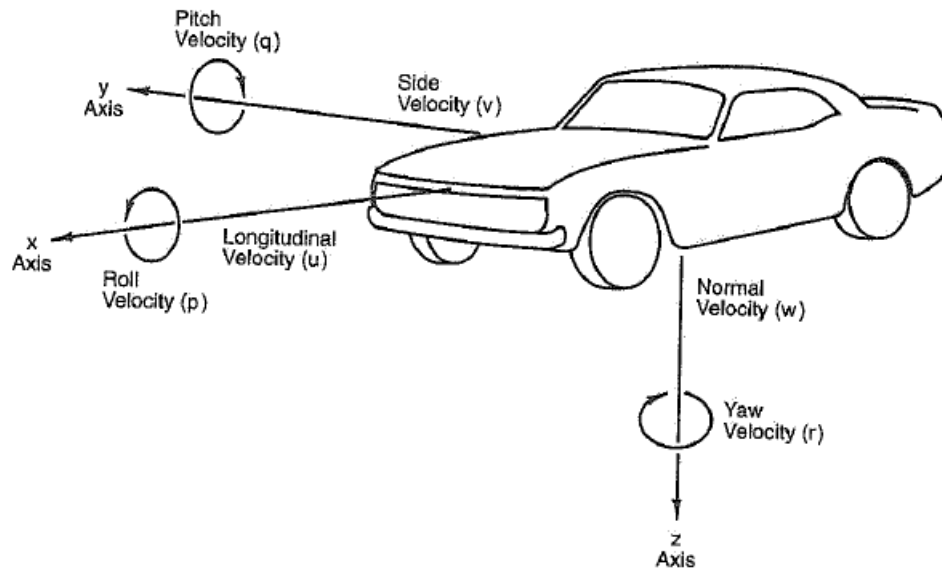 Pitch
Velocity (q)
y
Axis
Side
Velocity (v)
x
Axis
Roll
Velocity (p)
Longitudinal
Velocity (u)
Normal
Velocity (w)
Yaw
Velocity (r)
z
Axis